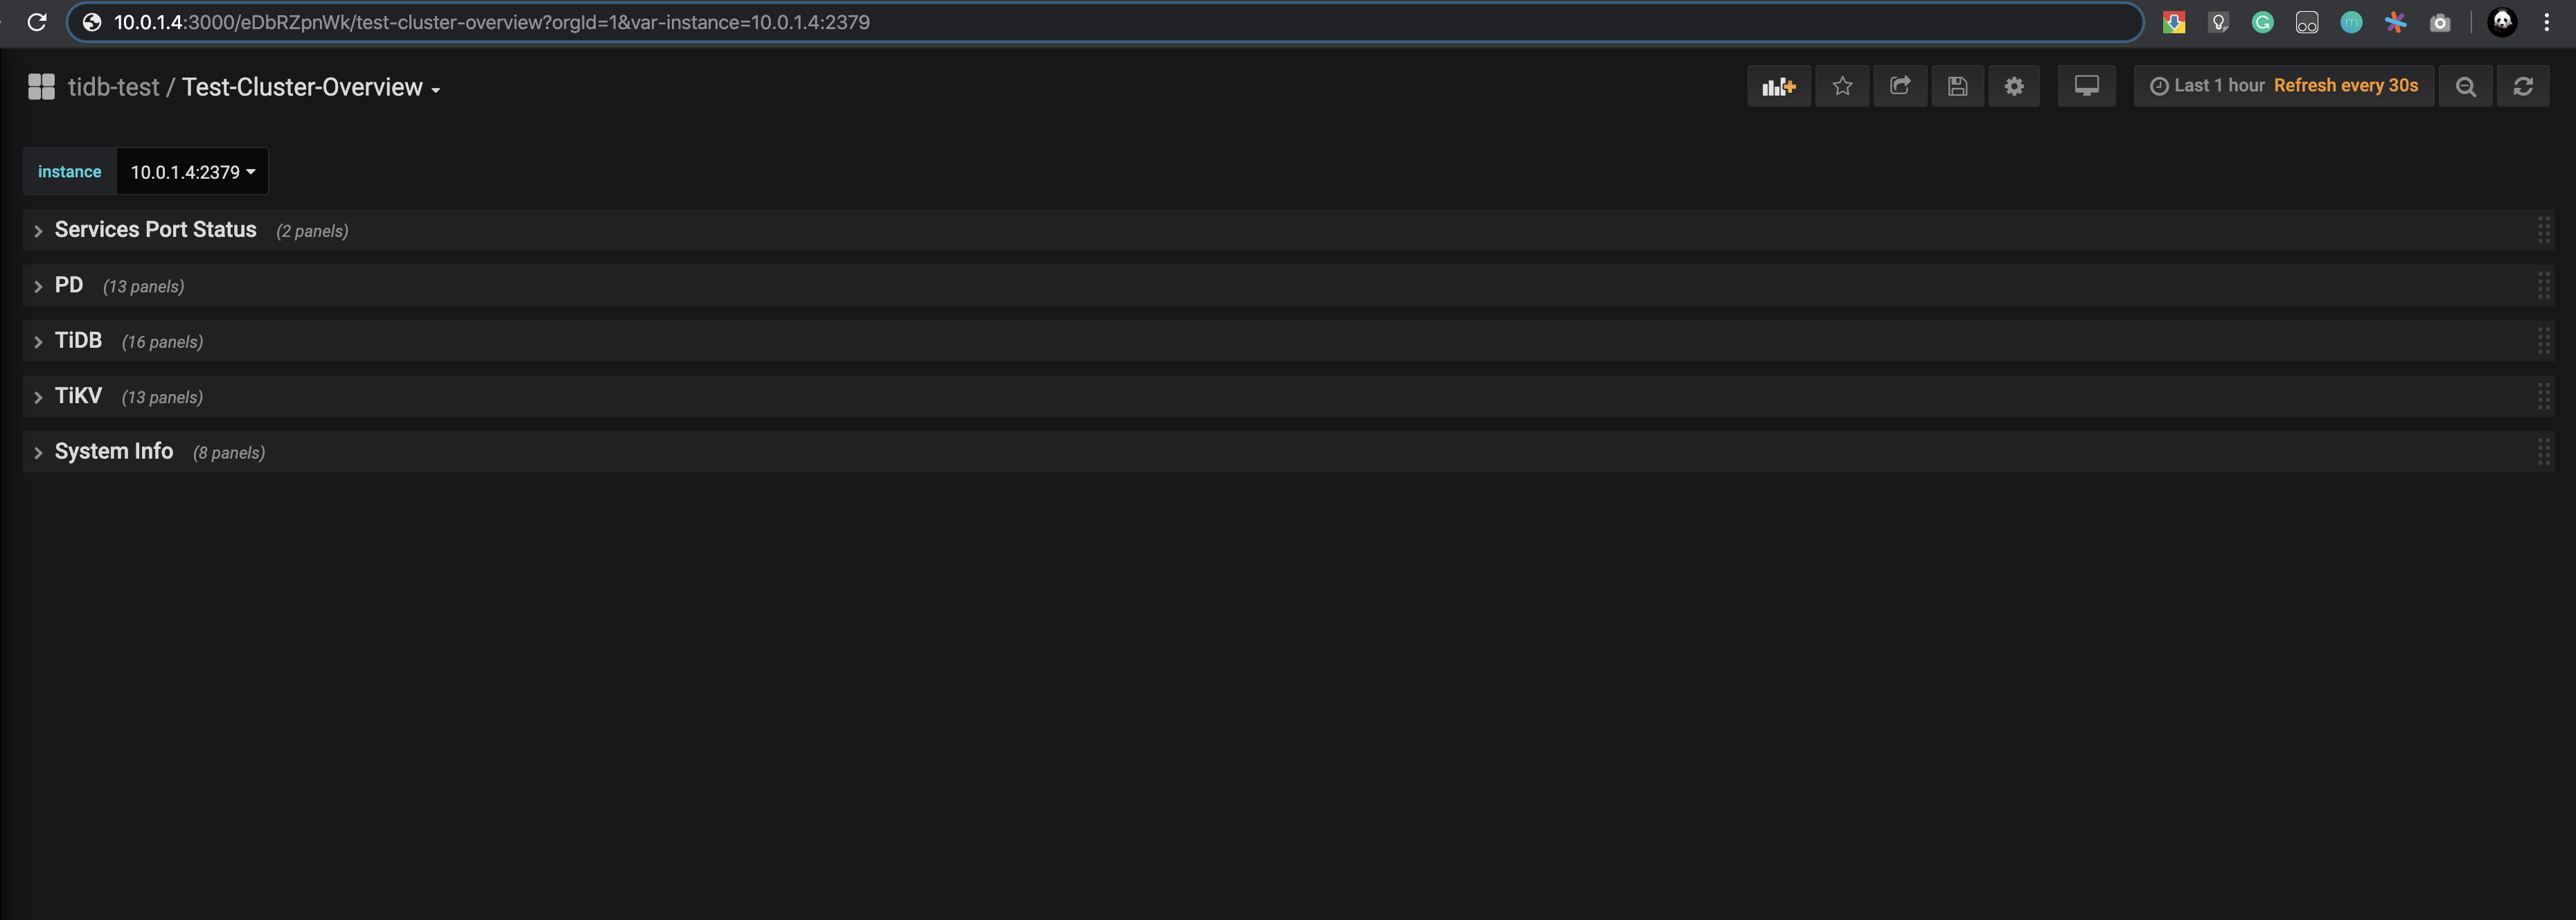 10.0.1.4:3000/eDbRZpnWk/test-cluster-overview?orgId=1&var-instance=10.0.1.4:2379
tidb-test / Test-Cluster-Overview
Last 1 hour Refresh every 30s
instance 10.0.1.4:2379
Services Port Status (2 panels)
PD (13 panels)
TiDB (16 panels)
TiKV (13 panels)
System Info (8 panels)